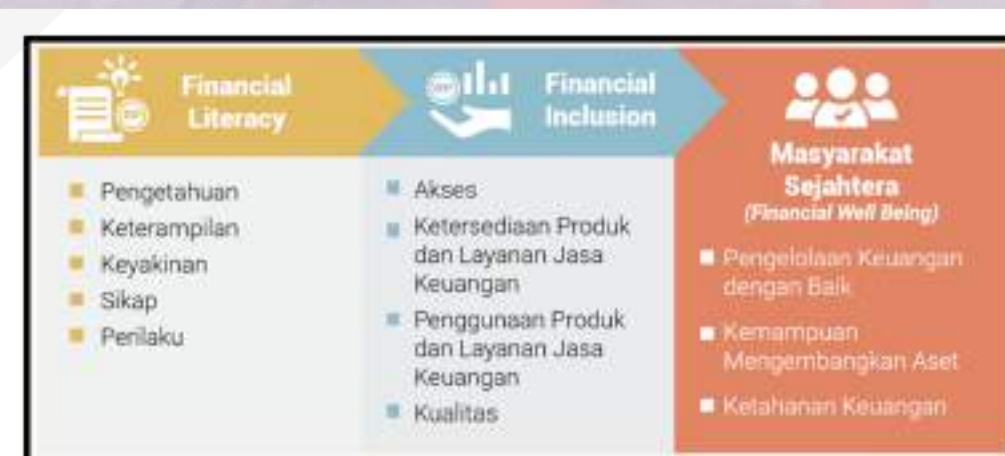 Financial
Literacy
Pengetahuan
Keterampilan
Keyakinan
Sikap
Perilaku
Financial
Inclusion
Akses
Ketersediaan Produk
dan Layanan Jasa
Keuangan
Penggunaan Produk
dan Layanan Jasa
Keuangan
Kualitas
Masyarakat
Sejahtera
(Financial Well Being)
Pengelolaan Keuangan
dengan Baik
Kemampuan
Mengembangkan Aset
Ketahanan Keuangan